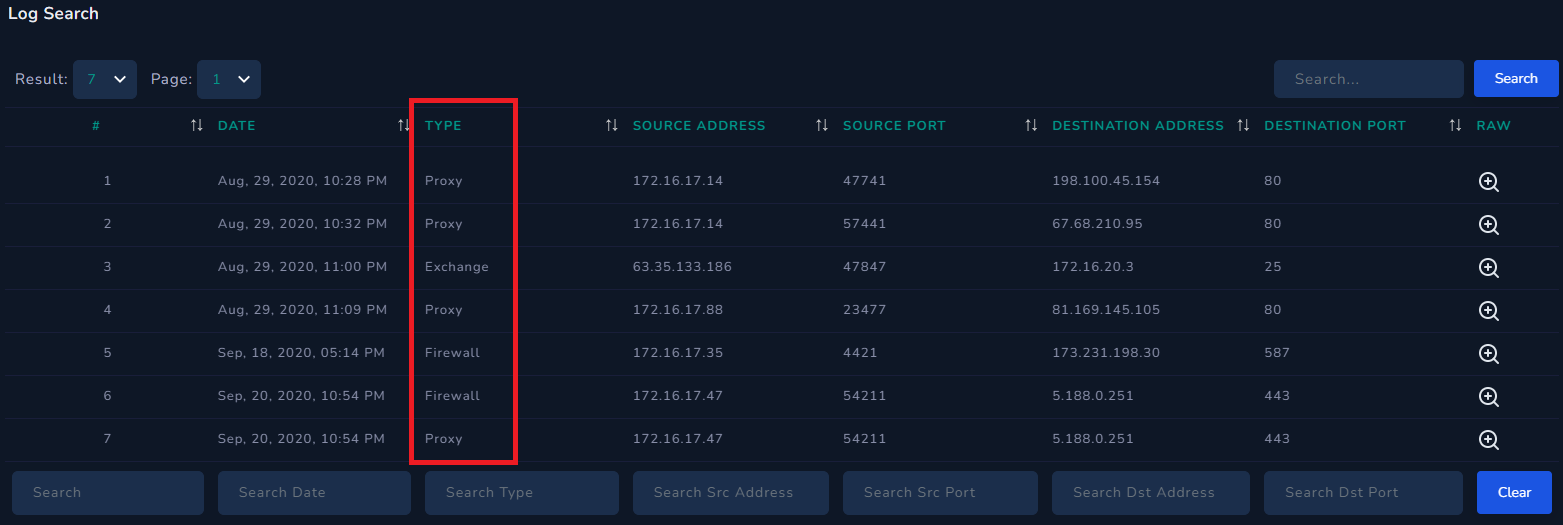 Log Search
Result: 7 Page: 1 Search... Search
# DATE TYPE SOURCE ADDRESS SOURCE PORT DESTINATION ADDRESS DESTINATION PORT RAW
1 Aug, 29, 2020, 10:28 PM Proxy 172.16.17.14 47741 198.100.45.154 80
2 Aug, 29, 2020, 10:32 PM Proxy 172.16.17.14 57441 67.68.210.95 80
3 Aug, 29, 2020, 11:00 PM Exchange 63.35.133.186 47847 172.16.20.3 25
4 Aug, 29, 2020, 11:09 PM Proxy 172.16.17.88 23477 81.169.145.105 80
5 Sep, 18, 2020, 05:14 PM Firewall 172.16.17.35 4421 173.231.198.30 587
6 Sep, 20, 2020, 10:54 PM Firewall 172.16.17.47 54211 5.188.0.251 443
7 Sep, 20, 2020, 10:54 PM Proxy 172.16.17.47 54211 5.188.0.251 443
Search Search Date Search Type Search Src Address Search Src Port Search Dst Address Search Dst Port Clear